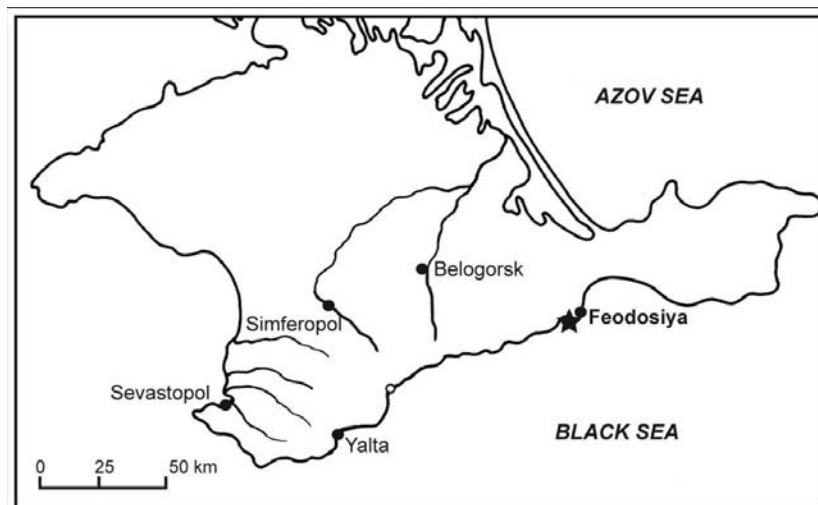 AZOV SEA
Belogorsk
Simferopol
Feodosiya
Sevastopol
Yalta
BLACK SEA
0 25 50 km